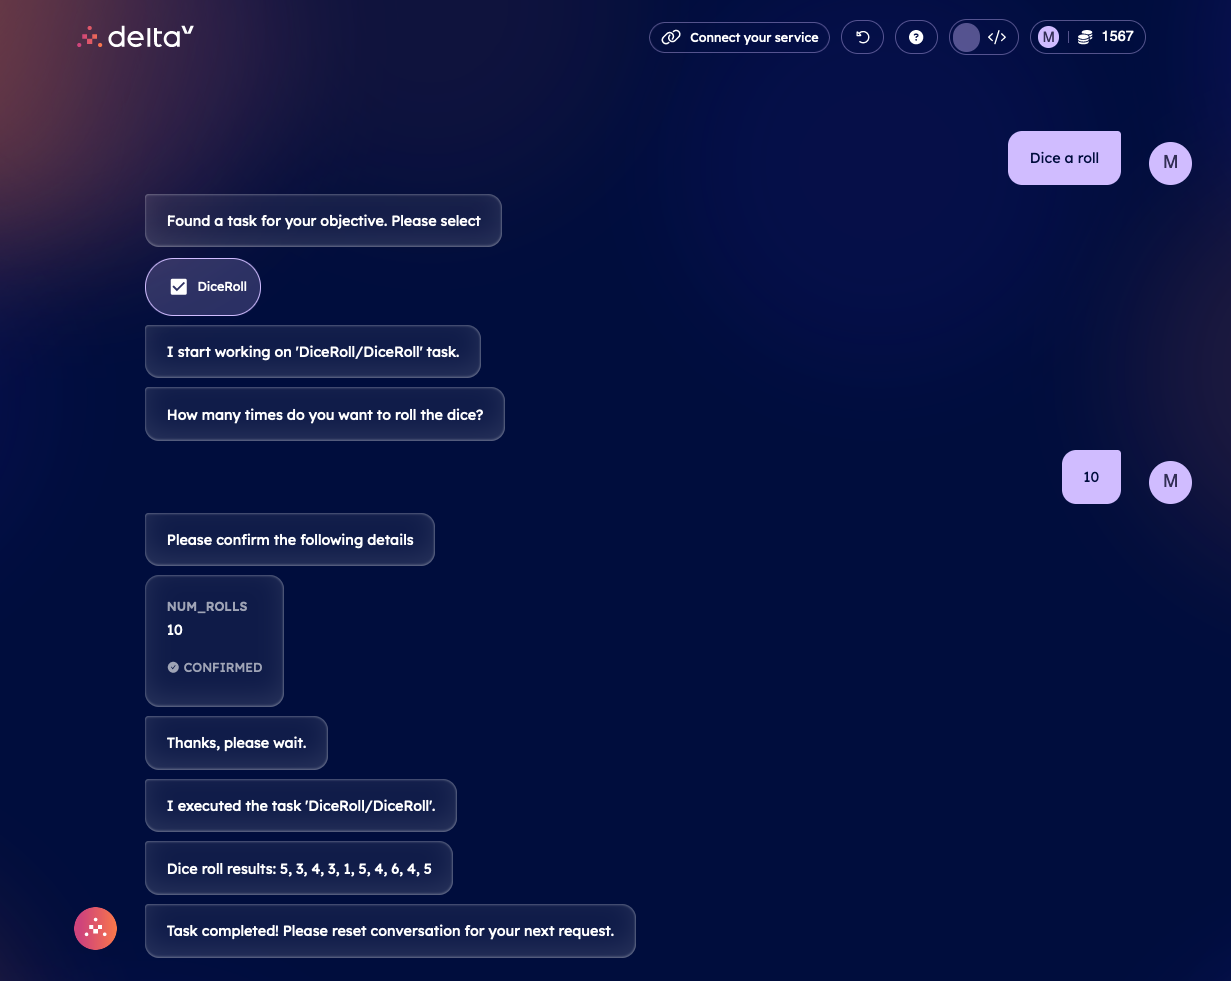 delta v
Connect your service
?
</>
M
1567
Dice a roll
M
Found a task for your objective. Please select
DiceRoll
I start working on 'DiceRoll/DiceRoll' task.
How many times do you want to roll the dice?
10
M
Please confirm the following details
NUM_ROLLS
10
CONFIRMED
Thanks, please wait.
I executed the task 'DiceRoll/DiceRoll'.
Dice roll results: 5, 3, 4, 3, 1, 5, 4, 6, 4, 5
Task completed! Please reset conversation for your next request.